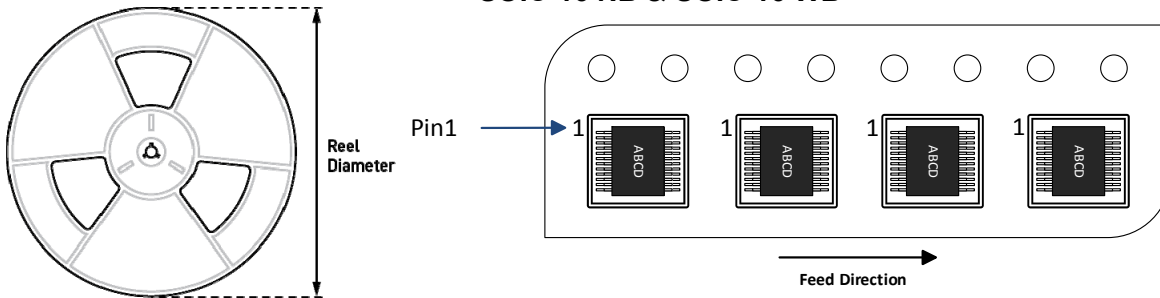 Reel
Diameter
Pin1
1
1
1
1
ABCD
ABCD
ABCD
ABCD
Feed Direction